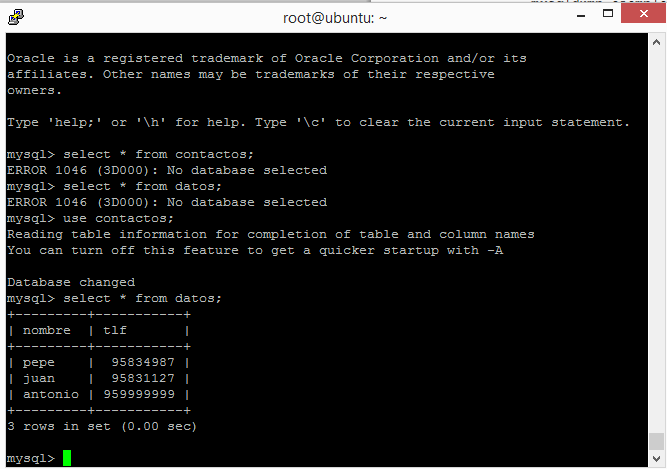 root@ubuntu: ~
Oracle is a registered trademark of Oracle Corporation and/or its
affiliates. Other names may be trademarks of their respective
owners.
Type 'help;' or '\h' for help. Type '\c' to clear the current input statement.
mysql> select * from contactos;
ERROR 1046 (3D000): No database selected
mysql> select * from datos;
ERROR 1046 (3D000): No database selected
mysql> use contactos;
Reading table information for completion of table and column names
You can turn off this feature to get a quicker startup with -A
Database changed
mysql> select * from datos;
+---------+-----------+
| nombre  | tlf       |
+---------+-----------+
| pepe    |  95834987 |
| juan    |  95831127 |
| antonio | 959999999 |
+---------+-----------+
3 rows in set (0.00 sec)
mysql>